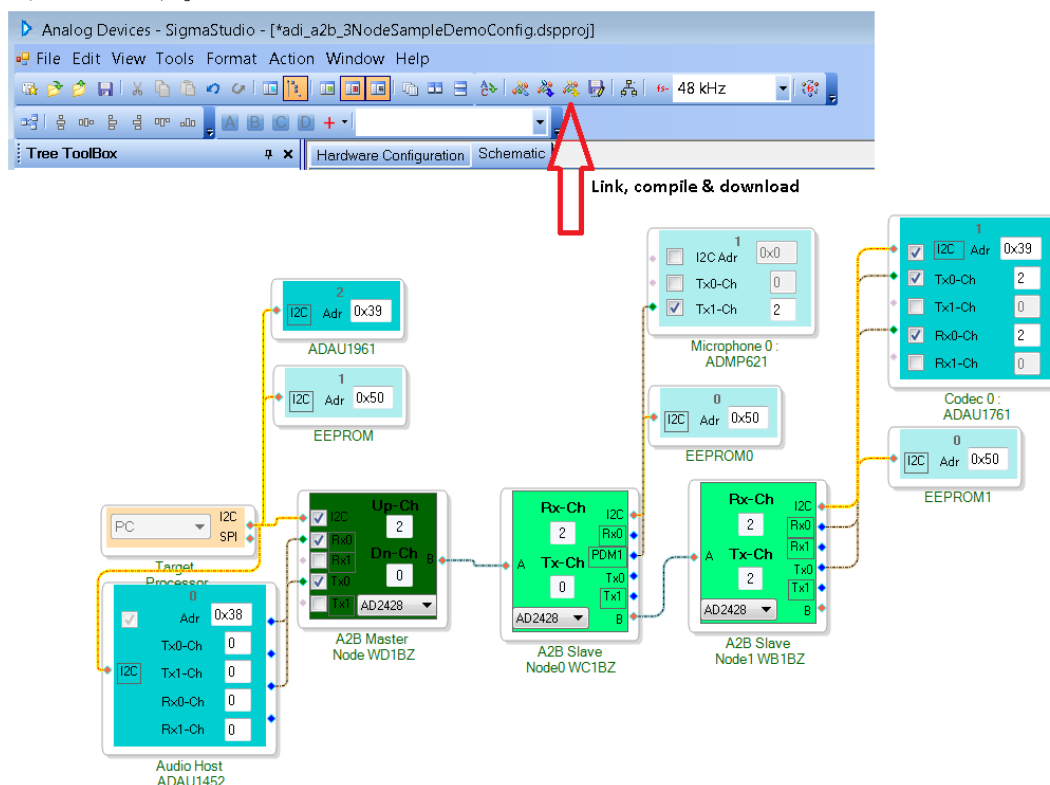 Analog Devices - SigmaStudio - [*adi_a2b_3NodeSampleDemoConfig.dspproj]
File Edit View Tools Format Action Window Help
48 kHz
A B C D
Tree ToolBox
Hardware Configuration Schematic
Link, compile & download
2
I2C Adr 0x39
ADAU1961
1
I2C Adr 0x50
EEPROM
1
I2C Adr 0x0
Tx0-Ch 0
Tx1-Ch 2
Microphone 0 :
ADMP621
1
I2C Adr 0x39
Tx0-Ch 2
Tx1-Ch 0
Rx0-Ch 2
Rx1-Ch 0
Codec 0 :
ADAU1761
0
I2C Adr 0x50
EEPROM0
0
I2C Adr 0x50
EEPROM1
PC
I2C
SPI
Target
Processor
0
Adr 0x38
Tx0-Ch 0
I2C Tx1-Ch 0
Rx0-Ch 0
Rx1-Ch 0
Audio Host
ADAU1452
Up-Ch
I2C 2
Rx0 Dn-Ch
Rx1 0 B
Tx0
Tx1 AD2428
A2B Master
Node WD1BZ
Rx-Ch
I2C
2 Rx0
PDM1
A Tx-Ch
Tx0
0 Tx1
AD2428 B
A2B Slave
Node0 WC1BZ
Rx-Ch
I2C
2 Rx0
Rx1
A Tx-Ch
Tx0
2 Tx1
AD2428 B
A2B Slave
Node1 WB1BZ